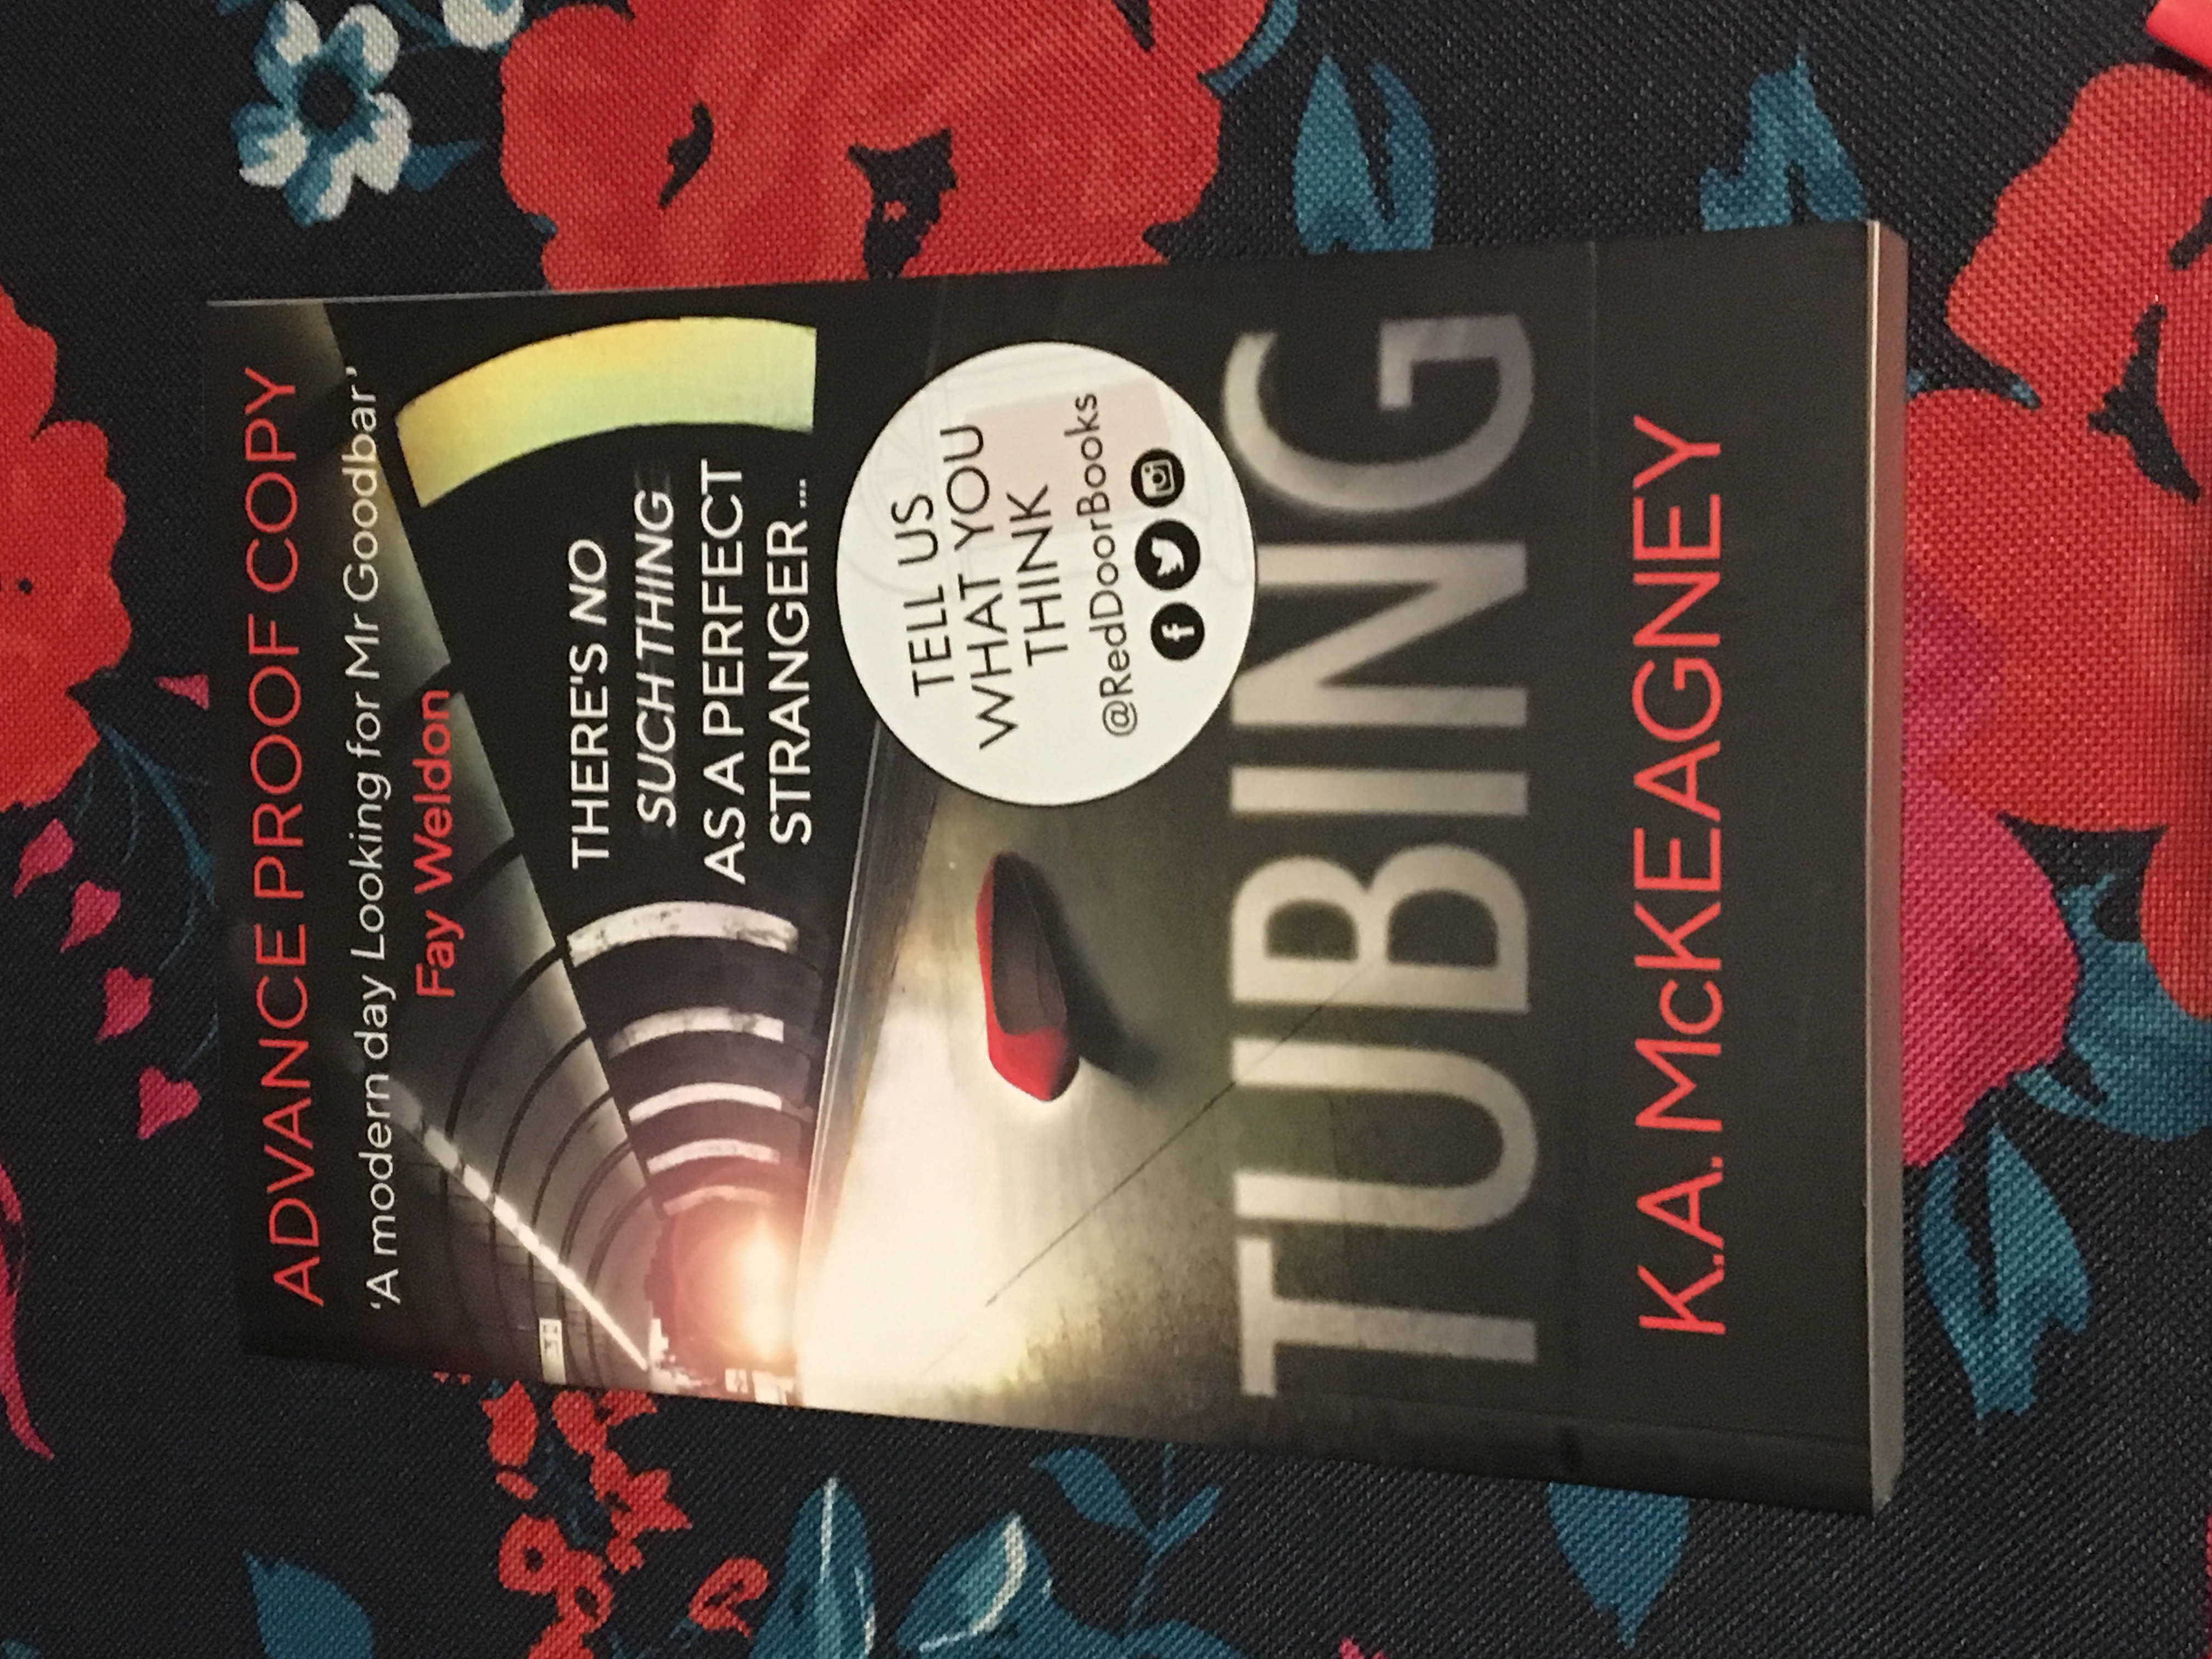 ADVANCE PROOF COPY
‘A modern day Looking for Mr Goodbar’
Fay Weldon
THERE'S NO
SUCH THING
AS A PERFECT
STRANGER...
TELL US
WHAT YOU
THINK
@RedDoorBooks
TUBING
K.A. McKEAGNEY